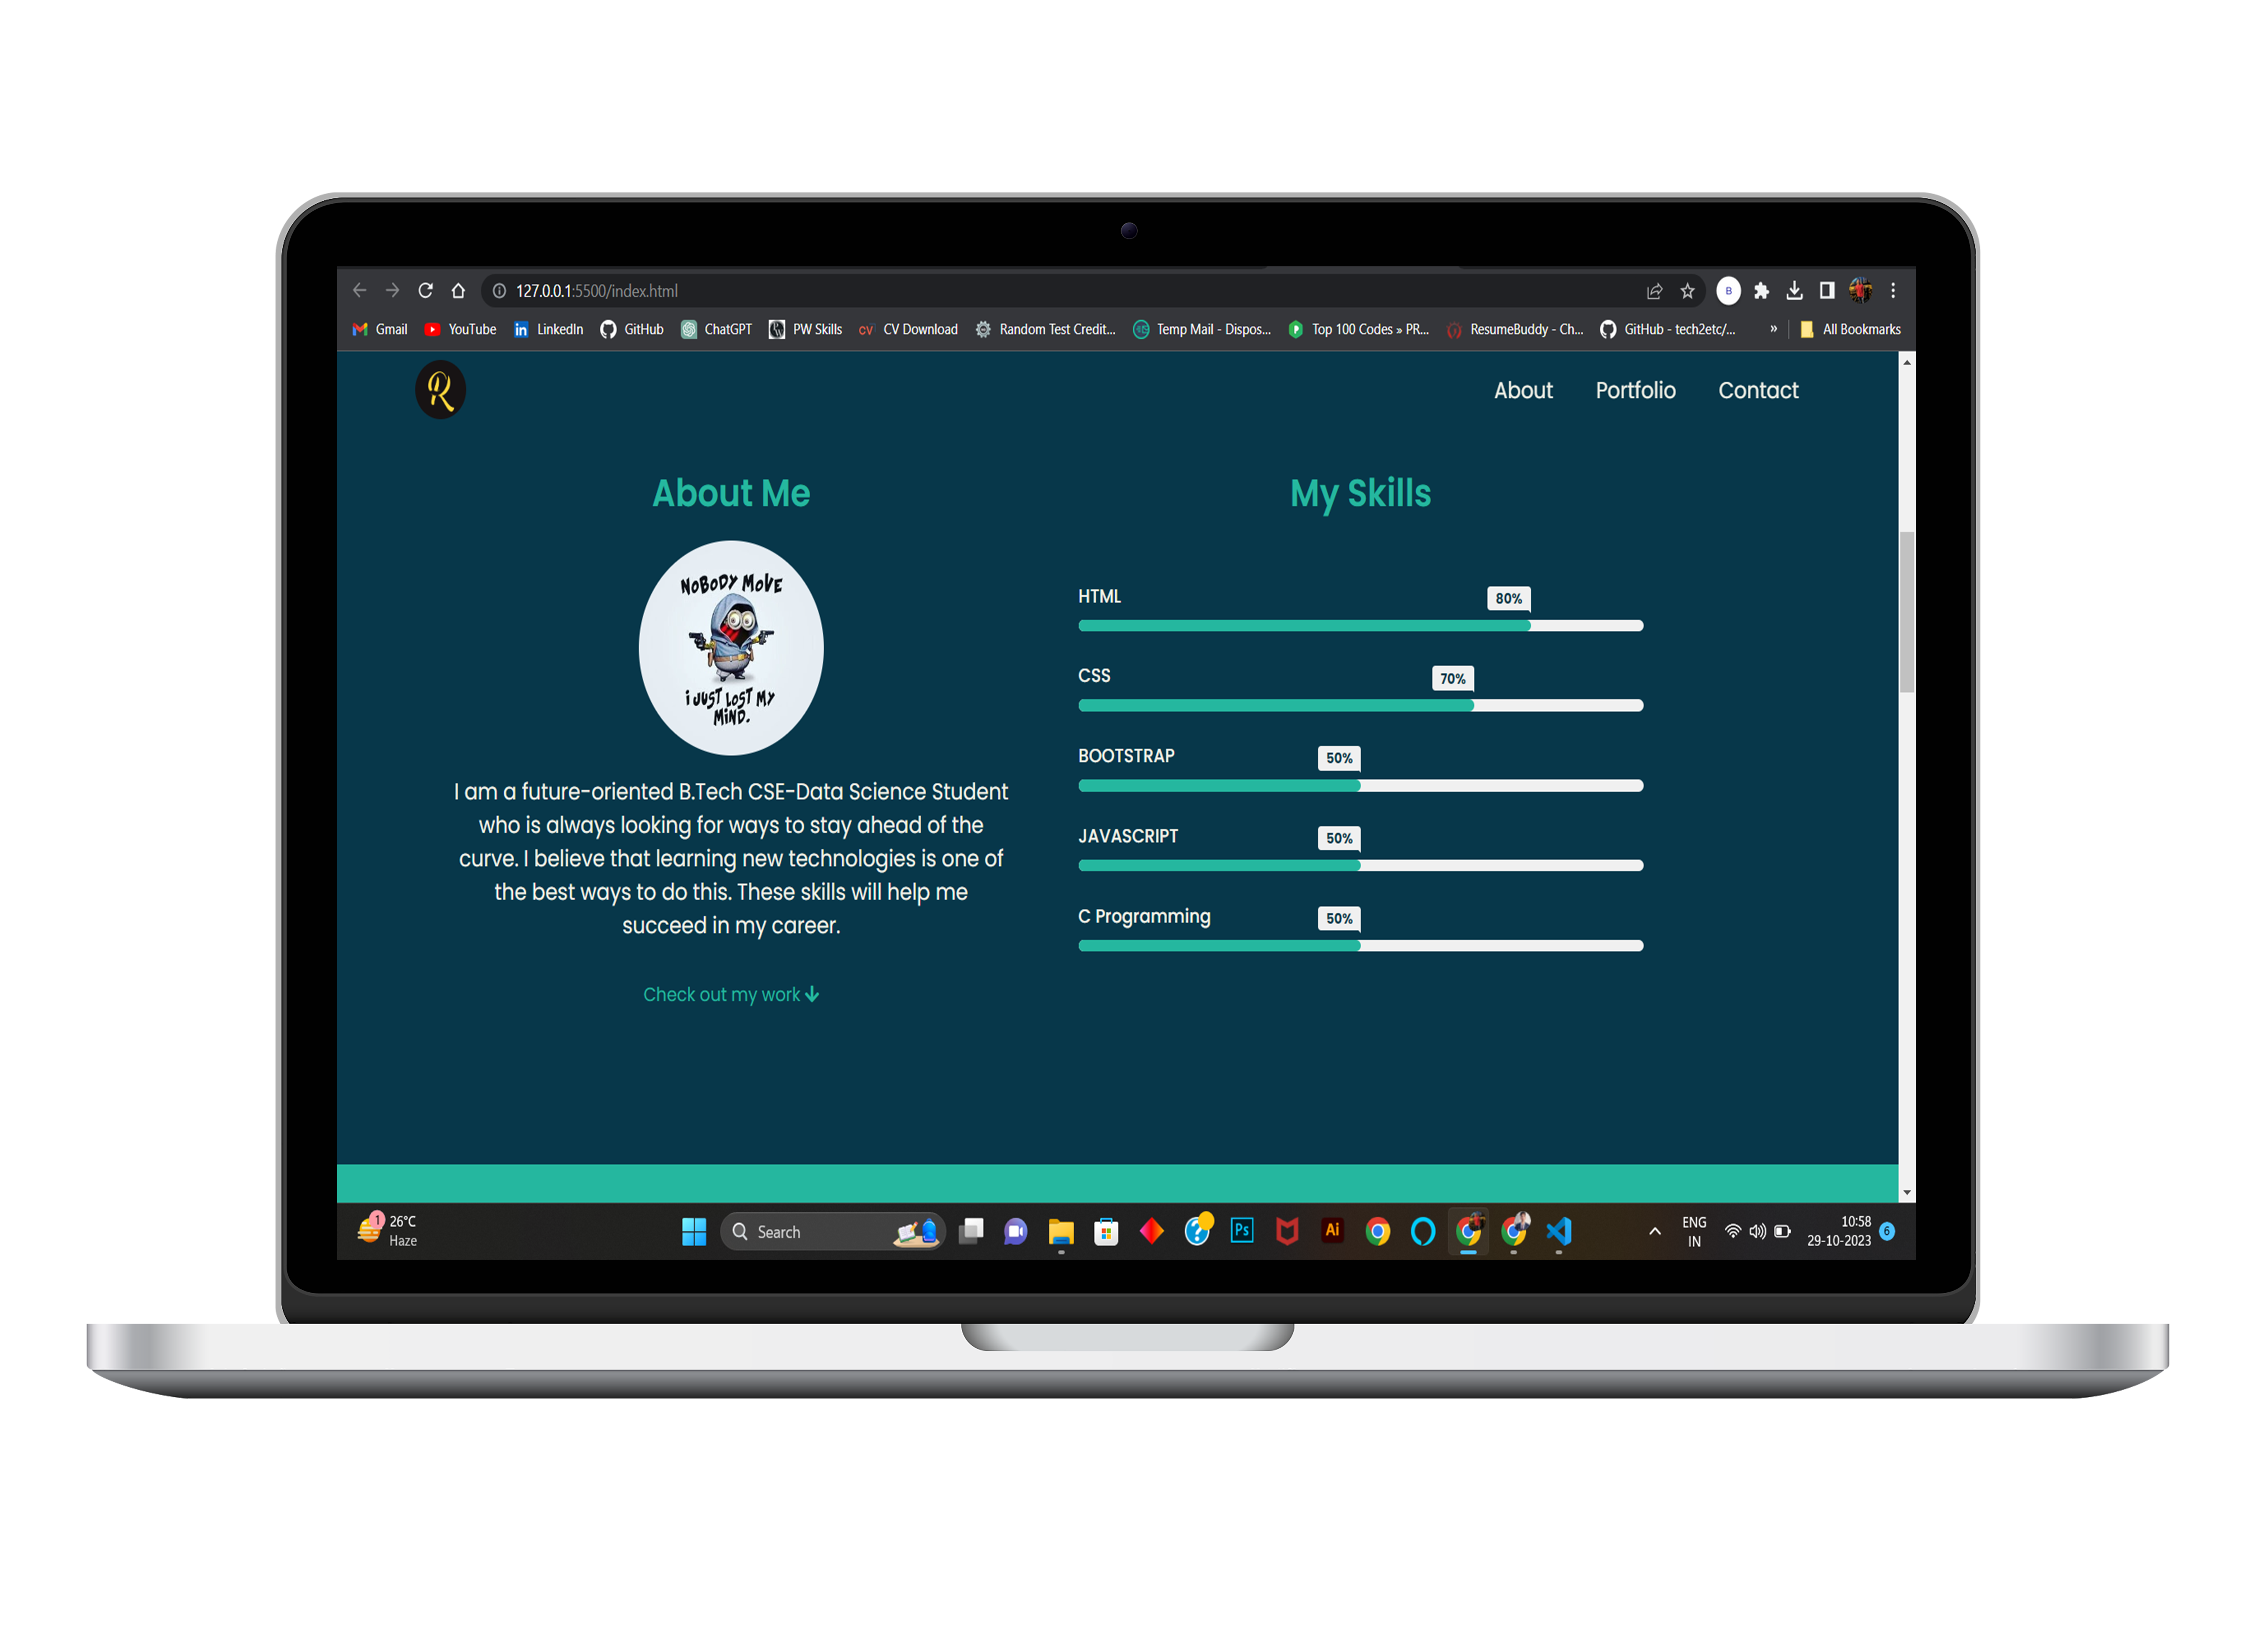 127.0.0.1:5500/index.html
B
Gmail YouTube LinkedIn GitHub ChatGPT PW Skills CV CV Download Random Test Credit... Temp Mail - Dispos... Top 100 Codes » PR... ResumeBuddy - Ch... GitHub - tech2etc/... » All Bookmarks
R
About Portfolio Contact
About Me
NOBODY MOVE
i JUST LOST MY
MIND.
I am a future-oriented B.Tech CSE-Data Science Student
who is always looking for ways to stay ahead of the
curve. I believe that learning new technologies is one of
the best ways to do this. These skills will help me
succeed in my career.
Check out my work
My Skills
HTML 80%
CSS 70%
BOOTSTRAP 50%
JAVASCRIPT 50%
C Programming 50%
1 26°C
Haze
Search
Ps
Ai
ENG
IN
10:58
29-10-2023
6